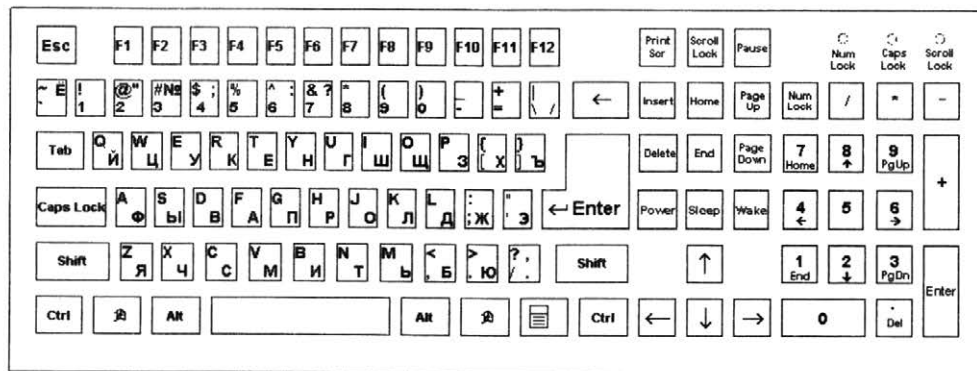 Esc F1 F2 F3 F4 F5 F6 F7 F8 F9 F10 F11 F12 Print Scr Scroll Lock Pause Num Lock Caps Lock Scroll Lock
~ Ё ` ! 1 @ " 2 # № 3 $ ; 4 % 5 ^ : 6 & ? 7 * 8 ( 9 ) 0 _ - + = | \ / ← Insert Home Page Up Num Lock / * -
Tab Q Й W Ц E У R К T Е Y Н U Г I Ш O Щ P З { [ Х } ] Ъ Delete End Page Down 7 Home 8 ↑ 9 PgUp +
Caps Lock A Ф S Ы D В F А G П H Р J О K Л L Д : ; Ж " ' Э ← Enter Power Sleep Wake 4 ← 5 6 →
Shift Z Я X Ч C С V М B И N Т M Ь < , Б > . Ю ? , / . Shift ↑ 1 End 2 ↓ 3 PgDn Enter
Ctrl Alt Alt Ctrl ← ↓ → 0 . Del